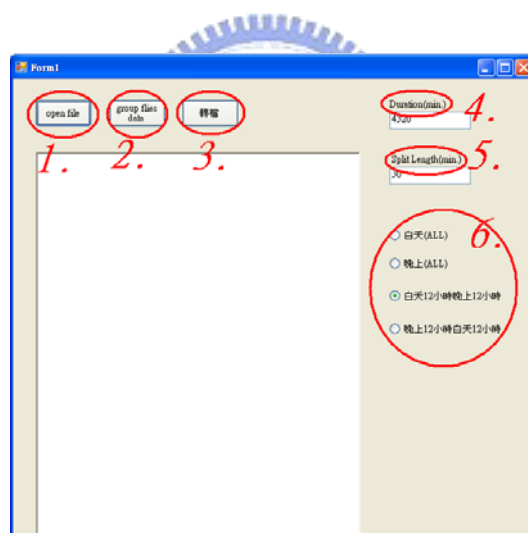 Form1
open file
group flies
data
轉檔
Duration(min.)
4320
4.
1.
2.
3.
Split Length(min.)
30
5.
6.
白天(ALL)
晚上(ALL)
白天12小時晚上12小時
晚上12小時白天12小時